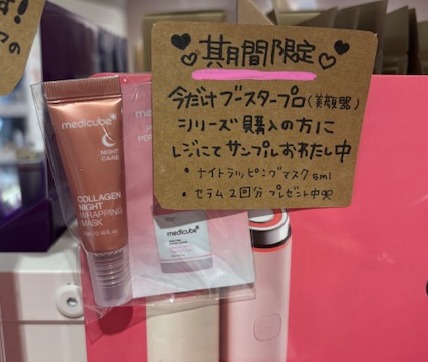 ♥♡其期間限定♡♥
今だけブースタープロ(美顔器)
シリーズ購入の方に
レジにてサンプルお渡し中
・ナイトラッピングマスク 5ml
・セラム2回分 プレゼント中
medicube
NIGHT
CARE
COLLAGEN
NIGHT
WRAPPING
MASK
medicube